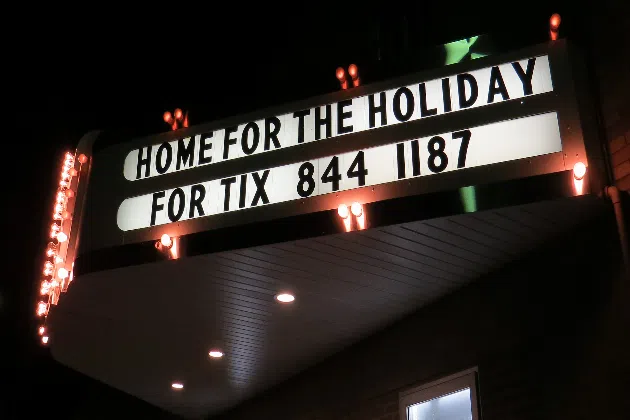 HOME FOR THE HOLIDAY
FOR TIX 844 1187